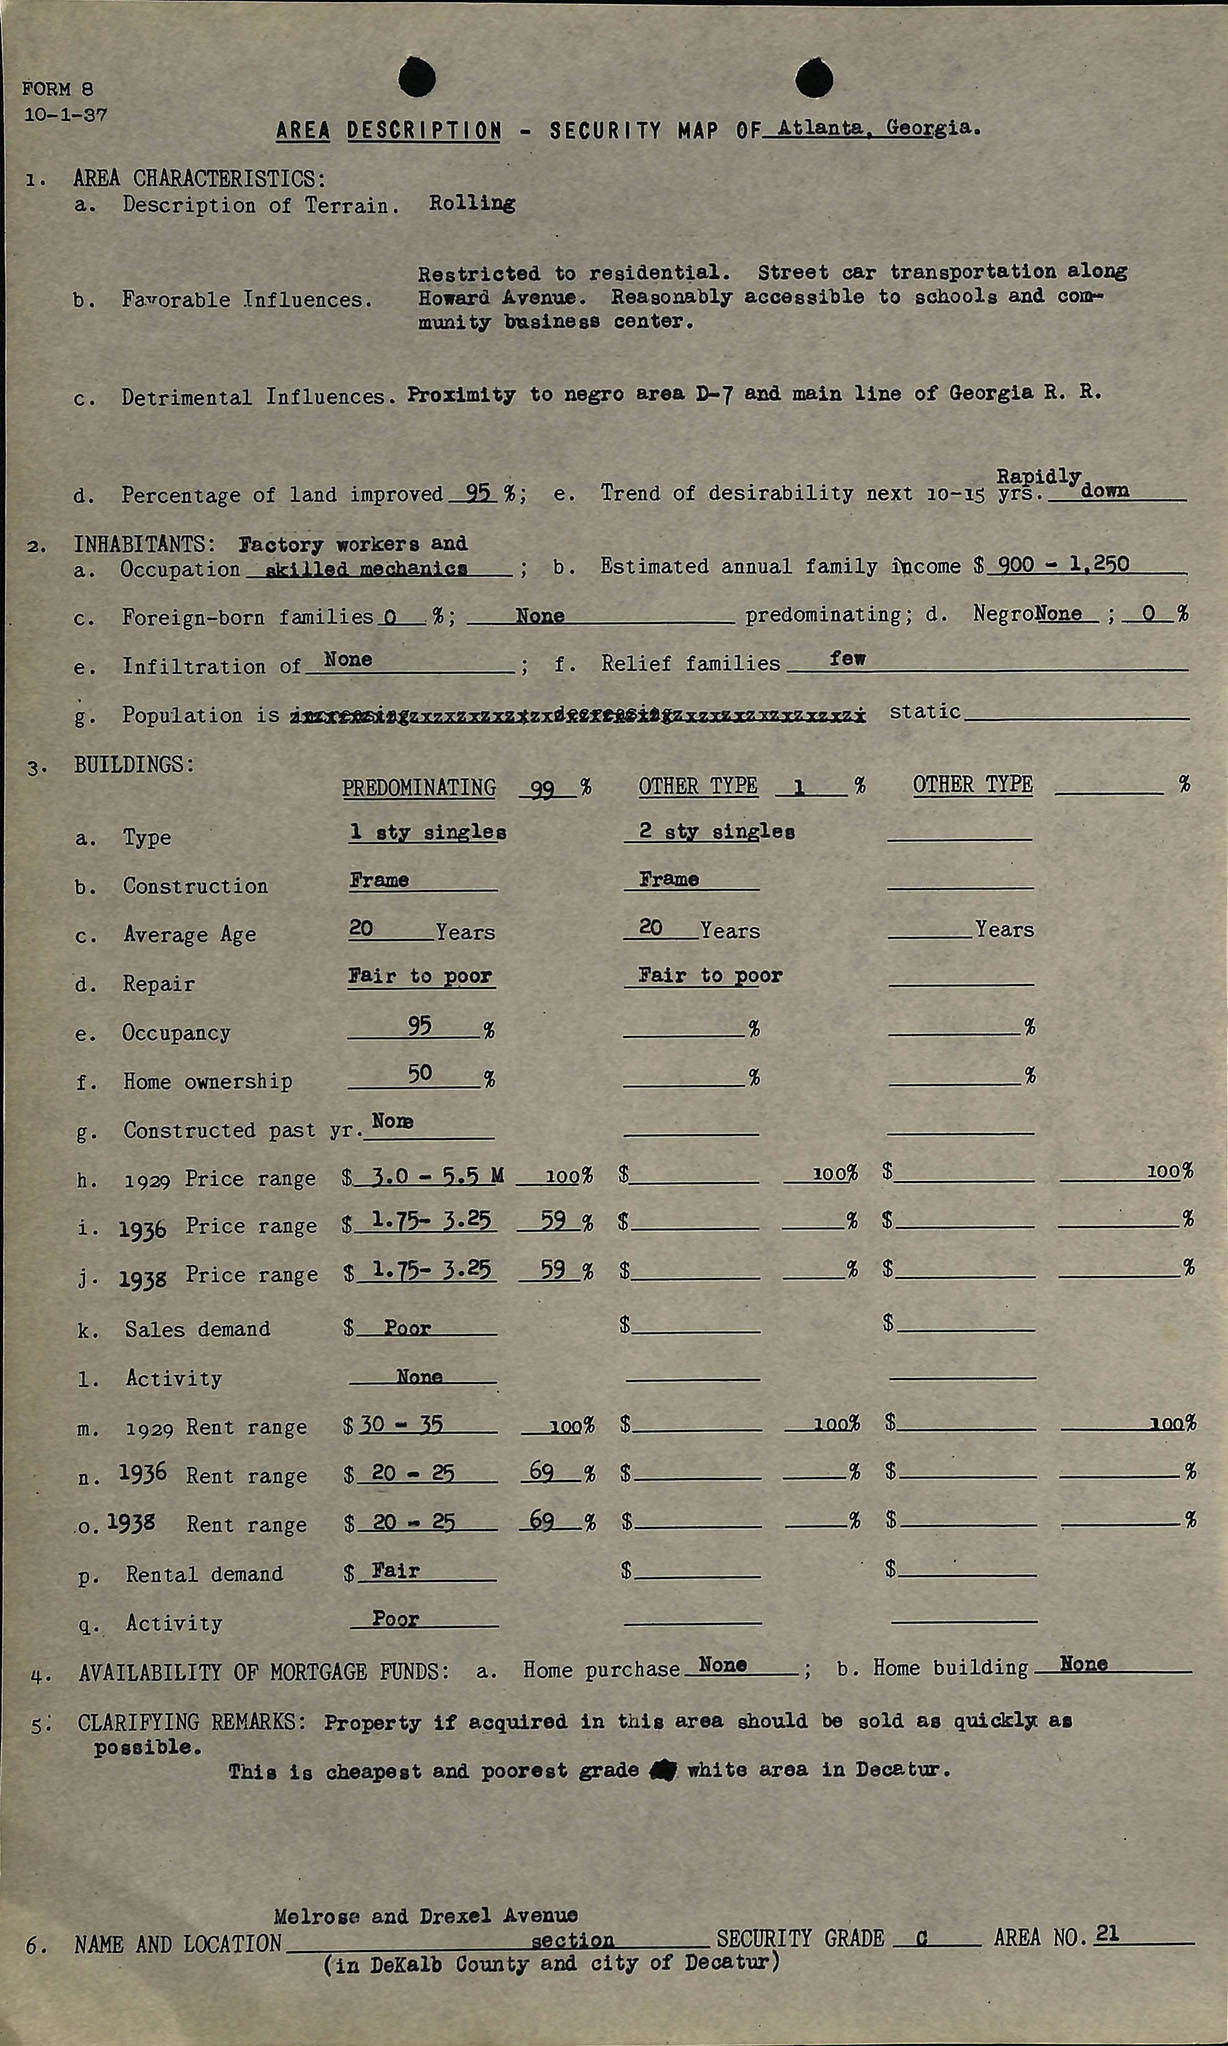 FORM 8
10-1-37
AREA DESCRIPTION - SECURITY MAP OF Atlanta, Georgia.
1. AREA CHARACTERISTICS:
a. Description of Terrain. Rolling
Restricted to residential. Street car transportation along
b. Favorable Influences. Howard Avenue. Reasonably accessible to schools and com-
munity business center.
c. Detrimental Influences. Proximity to negro area D-7 and main line of Georgia R. R.
Rapidly
d. Percentage of land improved 95 %; e. Trend of desirability next 10-15 yrs. down
2. INHABITANTS: Factory workers and
a. Occupation skilled mechanics ; b. Estimated annual family income $ 900 - 1,250
c. Foreign-born families 0 %; None predominating; d. Negro None ; 0 %
e. Infiltration of None ; f. Relief families few
g. Population is static
3. BUILDINGS:
PREDOMINATING 99 % OTHER TYPE 1 % OTHER TYPE %
a. Type 1 sty singles 2 sty singles
b. Construction Frame Frame
c. Average Age 20 Years 20 Years Years
d. Repair Fair to poor Fair to poor
e. Occupancy 95 % % %
f. Home ownership 50 % % %
g. Constructed past yr. None
h. 1929 Price range $ 3.0 - 5.5 M 100% $ 100% $ 100%
i. 1936 Price range $ 1.75- 3.25 59 % $ % $ %
j. 1938 Price range $ 1.75- 3.25 59 % $ % $ %
k. Sales demand $ Poor $ $
l. Activity None
m. 1929 Rent range $ 30 - 35 100% $ 100% $ 100%
n. 1936 Rent range $ 20 - 25 69 % $ % $ %
o. 1938 Rent range $ 20 - 25 69 % $ % $ %
p. Rental demand $ Fair $ $
q. Activity Poor
4. AVAILABILITY OF MORTGAGE FUNDS: a. Home purchase None ; b. Home building None
5. CLARIFYING REMARKS: Property if acquired in this area should be sold as quickly as
possible.
This is cheapest and poorest grade white area in Decatur.
Melrose and Drexel Avenue
6. NAME AND LOCATION section SECURITY GRADE C AREA NO. 21
(in DeKalb County and city of Decatur)